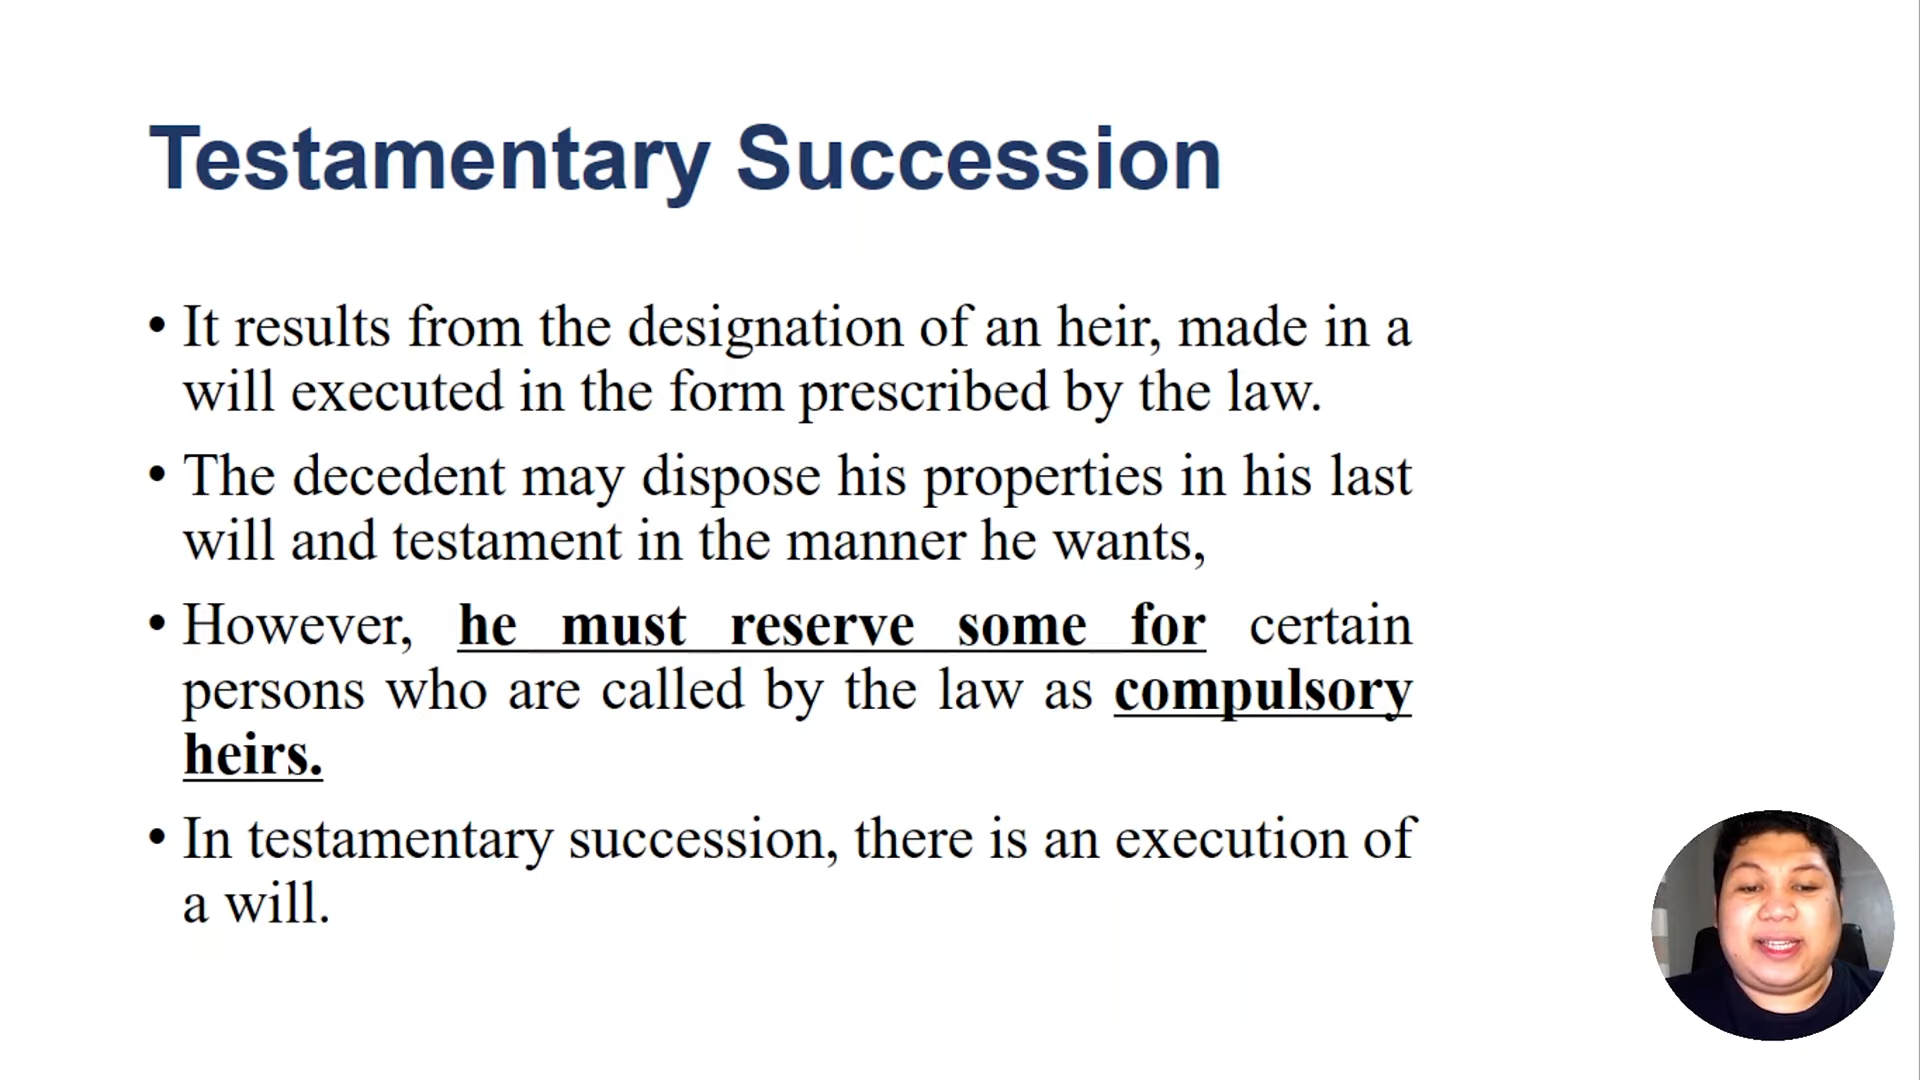 Testamentary Succession
• It results from the designation of an heir, made in a
will executed in the form prescribed by the law.
• The decedent may dispose his properties in his last
will and testament in the manner he wants,
• However, he must reserve some for certain
persons who are called by the law as compulsory
heirs.
• In testamentary succession, there is an execution of
a will.